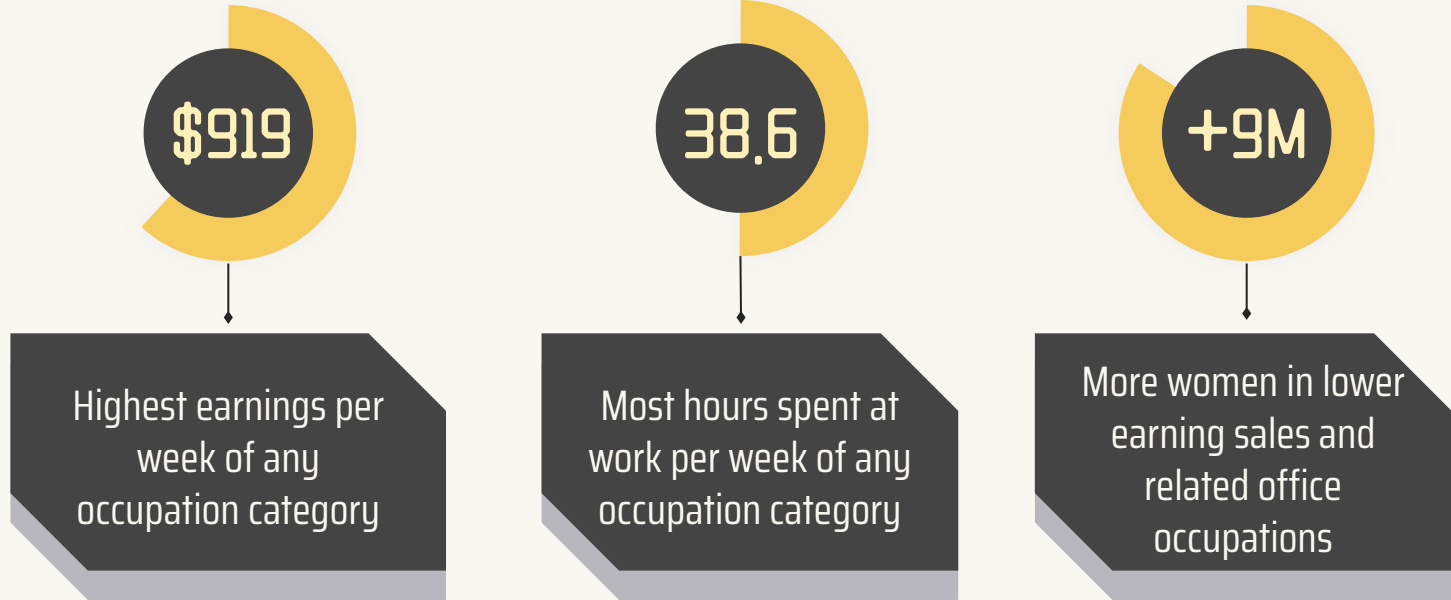 $919
Highest earnings per
week of any
occupation category
38.6
Most hours spent at
work per week of any
occupation category
+9M
More women in lower
earning sales and
related office
occupations